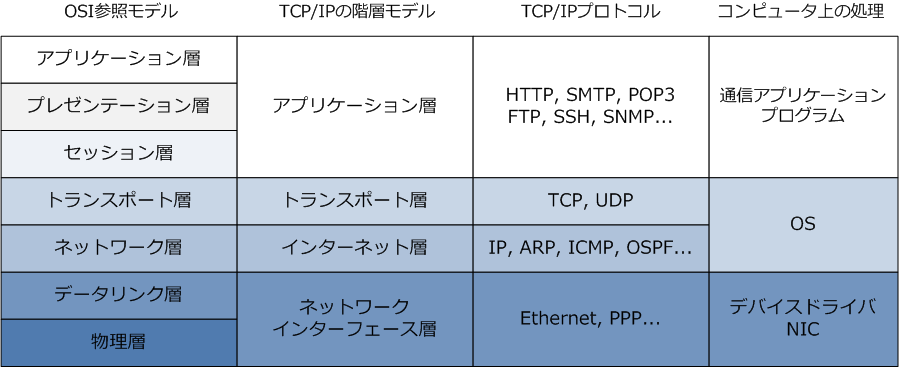 OSI参照モデル
TCP/IPの階層モデル
TCP/IPプロトコル
コンピュータ上の処理
アプリケーション層
プレゼンテーション層
セッション層
アプリケーション層
HTTP, SMTP, POP3
FTP, SSH, SNMP...
通信アプリケーション
プログラム
トランスポート層
トランスポート層
TCP, UDP
OS
ネットワーク層
インターネット層
IP, ARP, ICMP, OSPF...
データリンク層
物理層
ネットワーク
インターフェース層
Ethernet, PPP...
デバイスドライバ
NIC